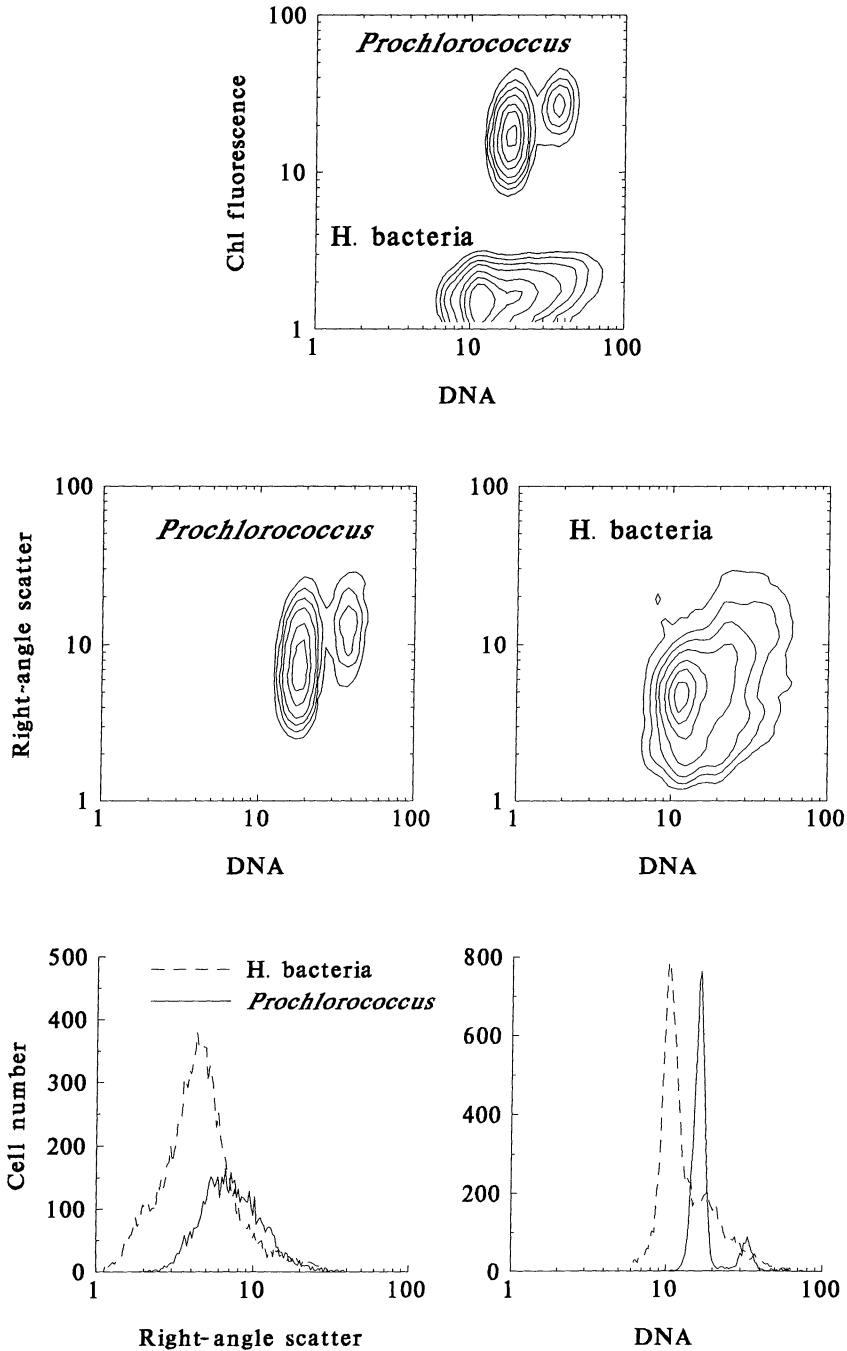 100
Prochlorococcus
Chl fluorescence
10
H. bacteria
1
1 10 100
DNA
100 100
Prochlorococcus H. bacteria
Right-angle scatter
10 10
1 1
1 10 100 1 10 100
DNA DNA
500 800
H. bacteria
Prochlorococcus
400
600
Cell number
300
400
200
200
100
0 0
1 10 100 1 10 100
Right-angle scatter DNA